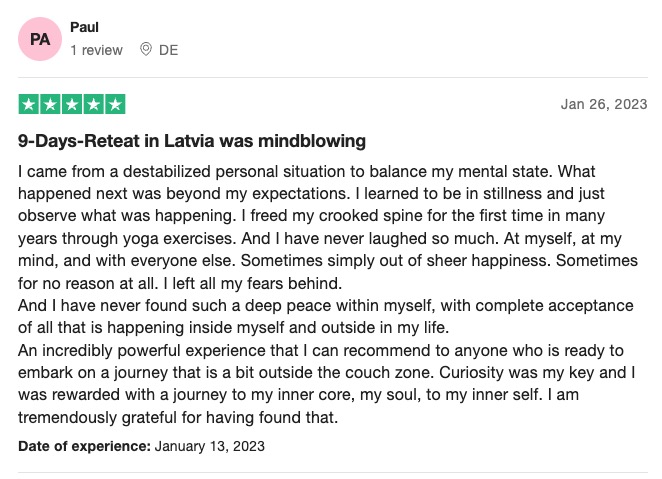 PA
Paul
1 review DE
Jan 26, 2023
9-Days-Reteat in Latvia was mindblowing
I came from a destabilized personal situation to balance my mental state. What
happened next was beyond my expectations. I learned to be in stillness and just
observe what was happening. I freed my crooked spine for the first time in many
years through yoga exercises. And I have never laughed so much. At myself, at my
mind, and with everyone else. Sometimes simply out of sheer happiness. Sometimes
for no reason at all. I left all my fears behind.
And I have never found such a deep peace within myself, with complete acceptance
of all that is happening inside myself and outside in my life.
An incredibly powerful experience that I can recommend to anyone who is ready to
embark on a journey that is a bit outside the couch zone. Curiosity was my key and I
was rewarded with a journey to my inner core, my soul, to my inner self. I am
tremendously grateful for having found that.
Date of experience: January 13, 2023